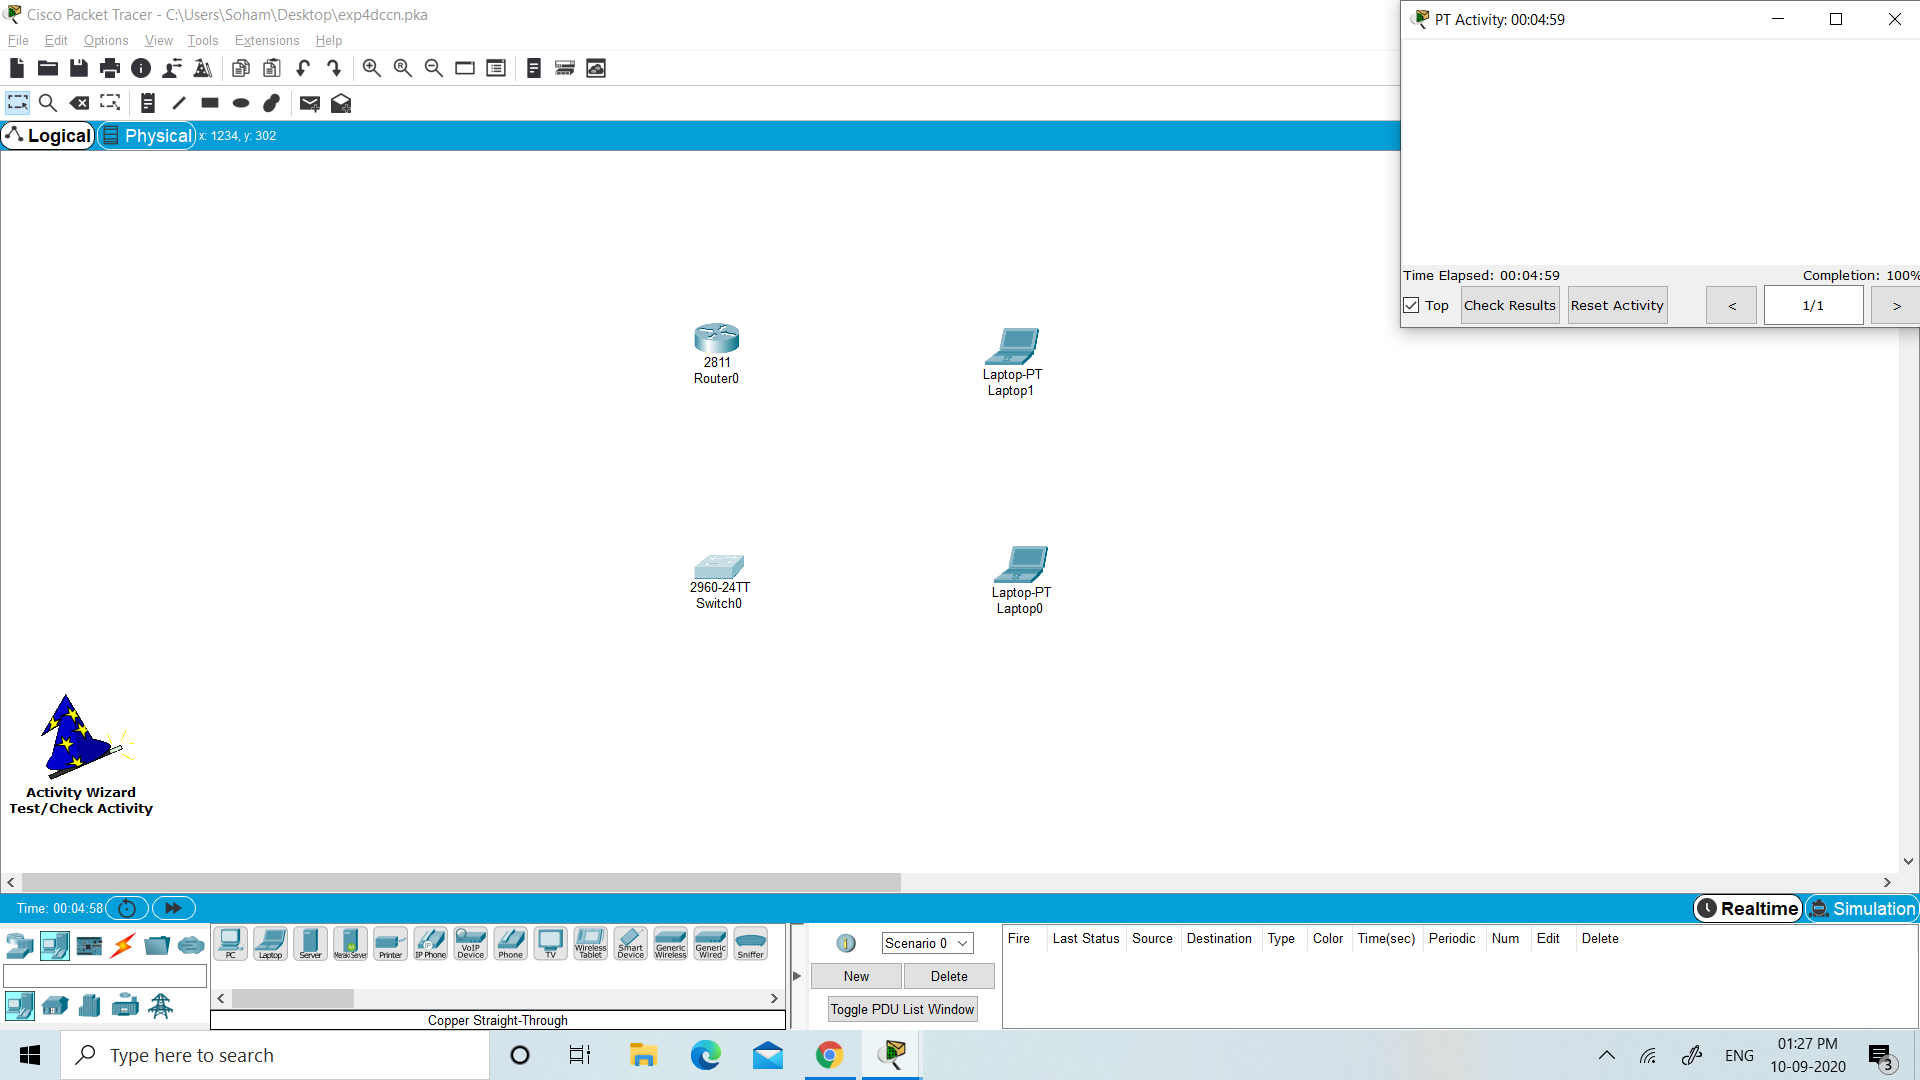 Cisco Packet Tracer - C:\Users\Soham\Desktop\exp4dccn.pka
File Edit Options View Tools Extensions Help
Logical Physical x: 1234, y: 302
PT Activity: 00:04:59
Time Elapsed: 00:04:59 Completion: 100%
Top Check Results Reset Activity < 1/1 >
2811
Router0
Laptop-PT
Laptop1
2960-24TT
Switch0
Laptop-PT
Laptop0
Activity Wizard
Test/Check Activity
Time: 00:04:58
Realtime Simulation
PC Laptop Server Meraki Server Printer IP Phone VoIP Device Phone TV Wireless Tablet Smart Device Generic Wireless Generic Wired Sniffer
Copper Straight-Through
Scenario 0
New Delete
Toggle PDU List Window
Fire Last Status Source Destination Type Color Time(sec) Periodic Num Edit Delete
Type here to search
ENG
01:27 PM
10-09-2020
3